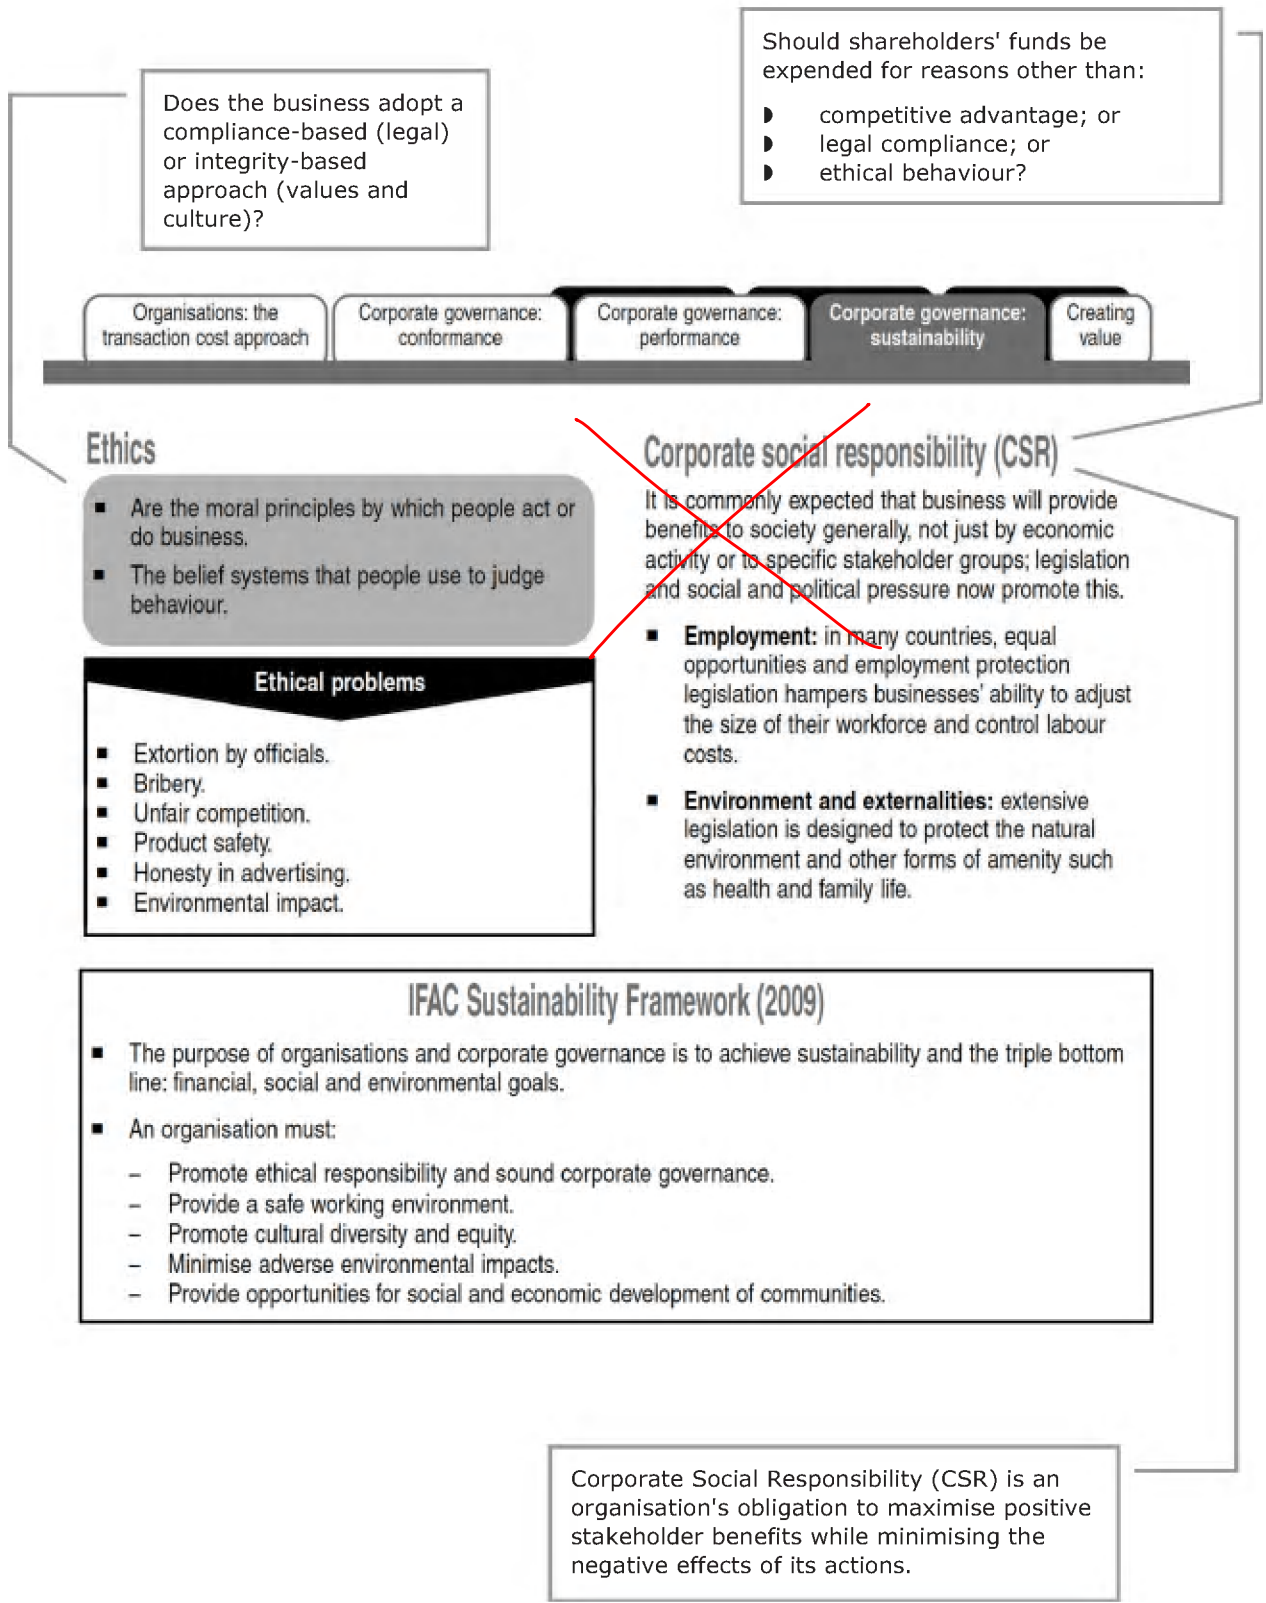 Should shareholders' funds be
expended for reasons other than:
◗ competitive advantage; or
◗ legal compliance; or
◗ ethical behaviour?
Does the business adopt a
compliance-based (legal)
or integrity-based
approach (values and
culture)?
Organisations: the
transaction cost approach
Corporate governance:
conformance
Corporate governance:
performance
Corporate governance:
sustainability
Creating
value
Ethics
■ Are the moral principles by which people act or
do business.
■ The belief systems that people use to judge
behaviour.
Ethical problems
■ Extortion by officials.
■ Bribery.
■ Unfair competition.
■ Product safety.
■ Honesty in advertising.
■ Environmental impact.
Corporate social responsibility (CSR)
It is commonly expected that business will provide
benefits to society generally, not just by economic
activity or to specific stakeholder groups; legislation
and social and political pressure now promote this.
■ Employment: in many countries, equal
opportunities and employment protection
legislation hampers businesses' ability to adjust
the size of their workforce and control labour
costs.
■ Environment and externalities: extensive
legislation is designed to protect the natural
environment and other forms of amenity such
as health and family life.
IFAC Sustainability Framework (2009)
■ The purpose of organisations and corporate governance is to achieve sustainability and the triple bottom
line: financial, social and environmental goals.
■ An organisation must:
– Promote ethical responsibility and sound corporate governance.
– Provide a safe working environment.
– Promote cultural diversity and equity.
– Minimise adverse environmental impacts.
– Provide opportunities for social and economic development of communities.
Corporate Social Responsibility (CSR) is an
organisation's obligation to maximise positive
stakeholder benefits while minimising the
negative effects of its actions.